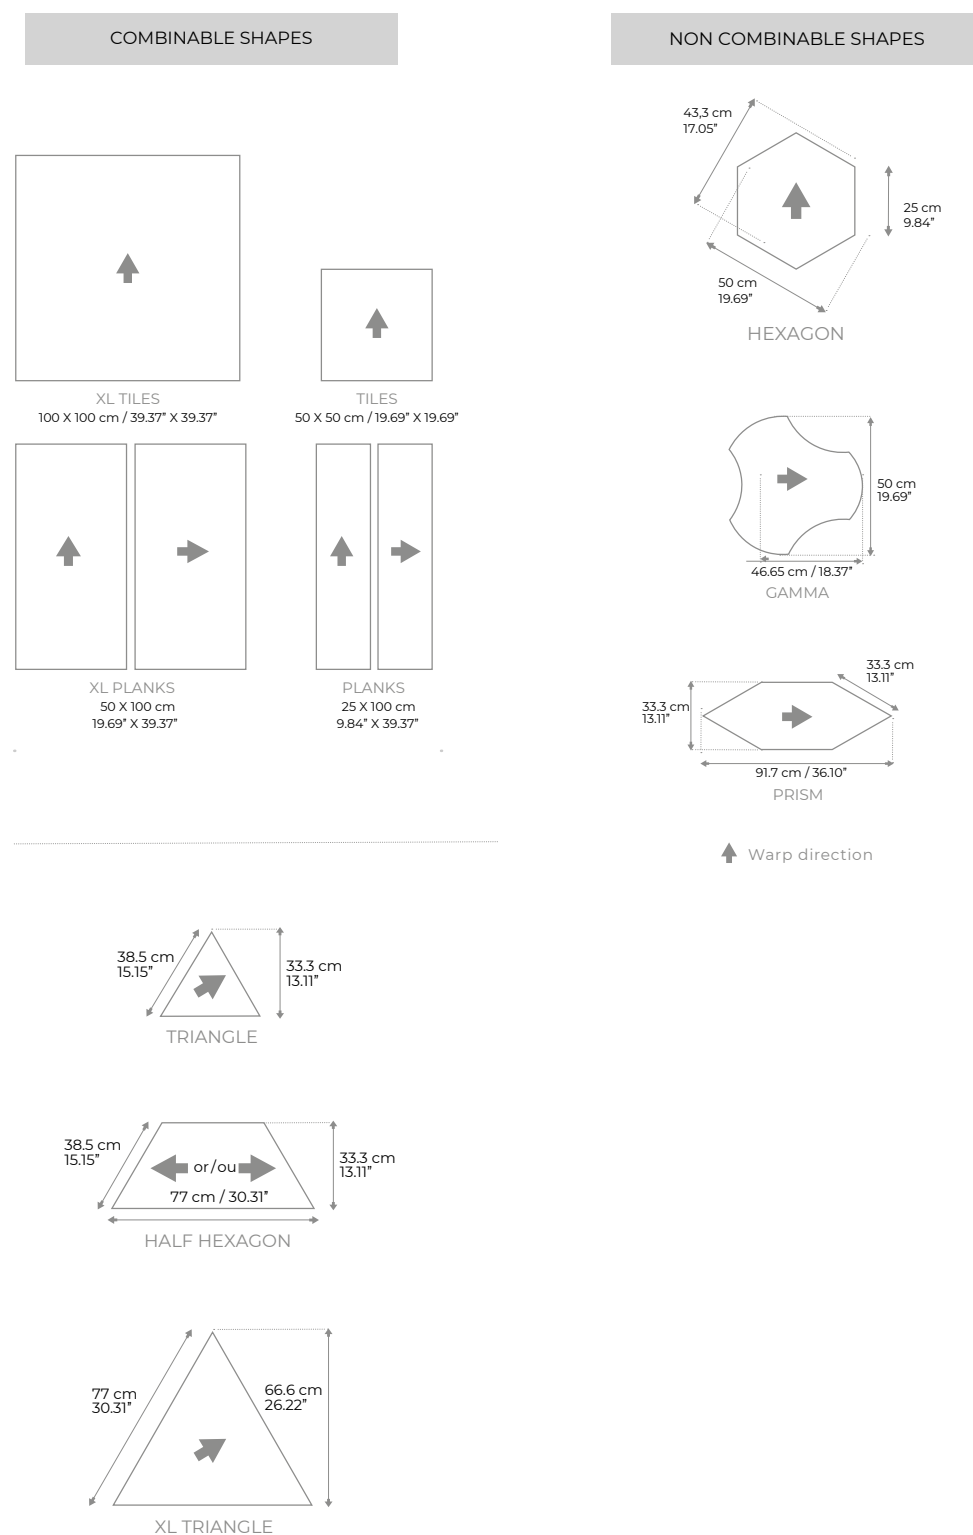 COMBINABLE SHAPES
XL TILES
100 X 100 cm / 39.37” X 39.37”
TILES
50 X 50 cm / 19.69” X 19.69”
XL PLANKS
50 X 100 cm
19.69” X 39.37”
PLANKS
25 X 100 cm
9.84” X 39.37”
38.5 cm
15.15”
33.3 cm
13.11”
TRIANGLE
38.5 cm
15.15”
or/ou
77 cm / 30.31”
33.3 cm
13.11”
HALF HEXAGON
77 cm
30.31”
66.6 cm
26.22”
XL TRIANGLE
NON COMBINABLE SHAPES
43,3 cm
17.05”
25 cm
9.84”
50 cm
19.69”
HEXAGON
50 cm
19.69”
46.65 cm / 18.37”
GAMMA
33.3 cm
13.11”
33.3 cm
13.11”
91.7 cm / 36.10”
PRISM
Warp direction